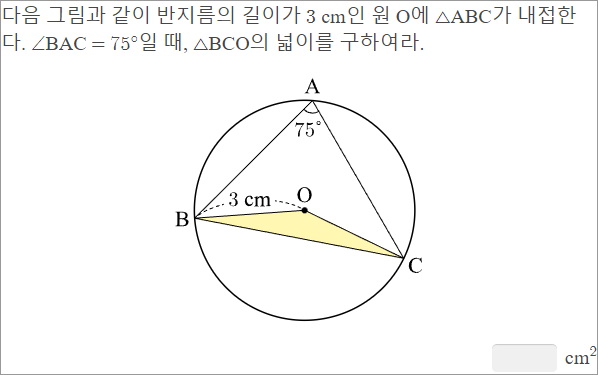 다음 그림과 같이 반지름의 길이가 3 cm인 원 O에 △ABC가 내접한
다. ∠BAC = 75°일 때, △BCO의 넓이를 구하여라.
A
75°
3 cm
O
B
C
cm²